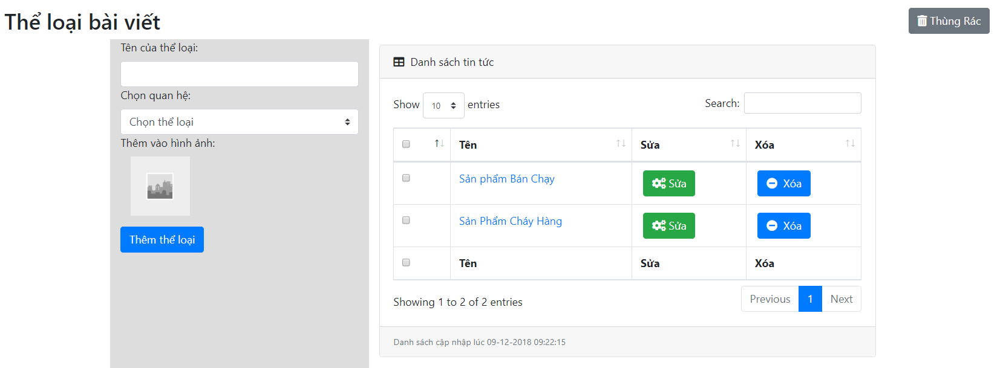 Thể loại bài viết
Thùng Rác
Tên của thể loại:
Chọn quan hệ:
Chọn thể loại
Thêm vào hình ảnh:
Thêm thể loại
Danh sách tin tức
Show 10 entries
Search:
Tên Sửa Xóa
Sản phẩm Bán Chạy Sửa Xóa
Sản Phẩm Cháy Hàng Sửa Xóa
Tên Sửa Xóa
Showing 1 to 2 of 2 entries
Previous 1 Next
Danh sách cập nhập lúc 09-12-2018 09:22:15